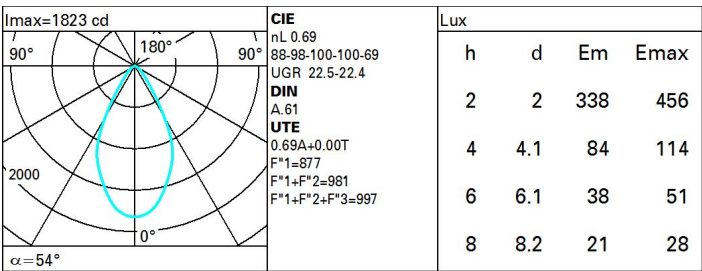 Imax=1823 cd
90°
180°
90°
2000
0°
α=54°
CIE
nL 0.69
88-98-100-100-69
UGR 22.5-22.4
DIN
A.61
UTE
0.69A+0.00T
F"1=877
F"1+F"2=981
F"1+F"2+F"3=997
Lux
h d Em Emax
2 2 338 456
4 4.1 84 114
6 6.1 38 51
8 8.2 21 28